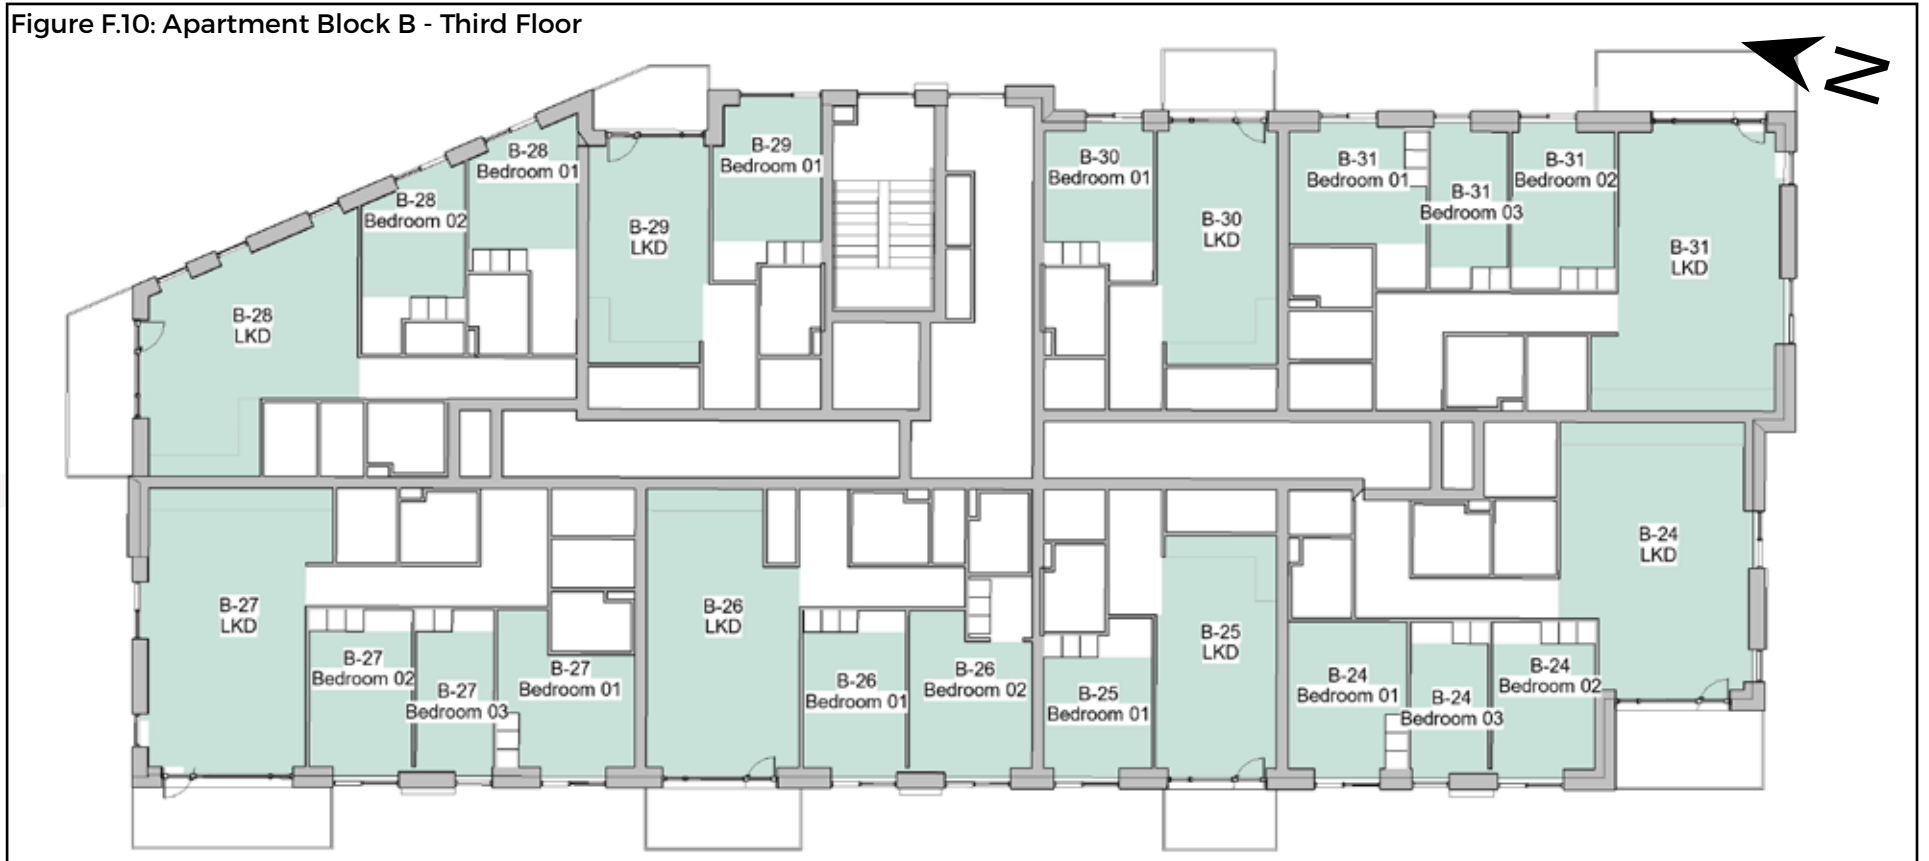 Figure F.10: Apartment Block B - Third Floor
N
B-28
Bedroom 01
B-28
Bedroom 02
B-28
LKD
B-29
LKD
B-29
Bedroom 01
B-30
Bedroom 01
B-30
LKD
B-31
Bedroom 01
B-31
Bedroom 03
B-31
Bedroom 02
B-31
LKD
B-27
LKD
B-27
Bedroom 02
B-27
Bedroom 03
B-27
Bedroom 01
B-26
LKD
B-26
Bedroom 01
B-26
Bedroom 02
B-25
Bedroom 01
B-25
LKD
B-24
Bedroom 01
B-24
Bedroom 03
B-24
Bedroom 02
B-24
LKD